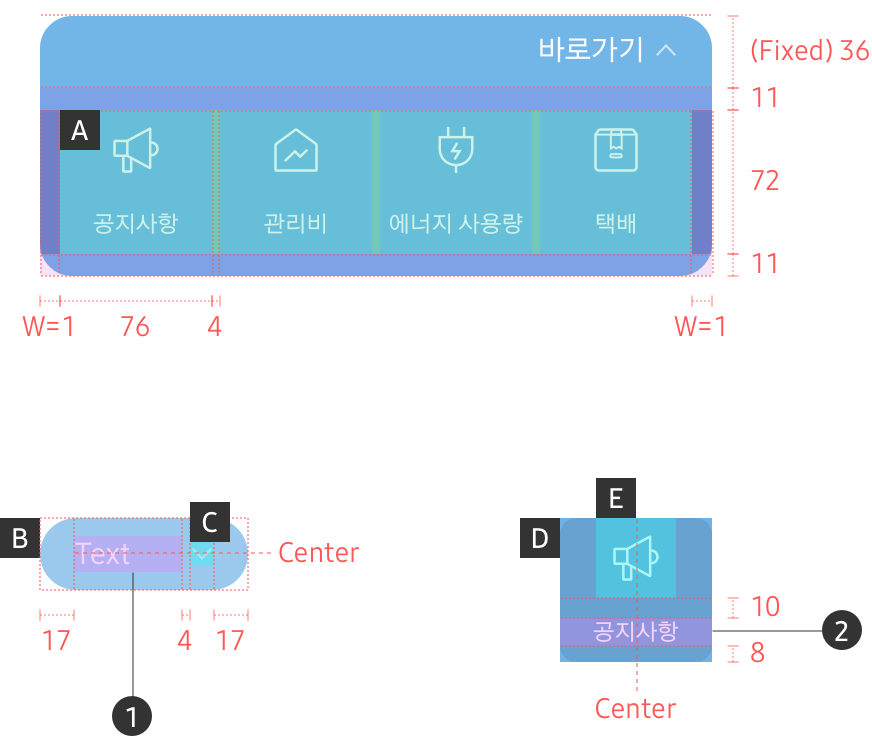 바로가기
(Fixed) 36
11
A
72
공지사항 관리비 에너지 사용량 택배
11
W=1 76 4 W=1
B
C
Text
Center
17 4 17
1
E
D
공지사항
10
2
8
Center